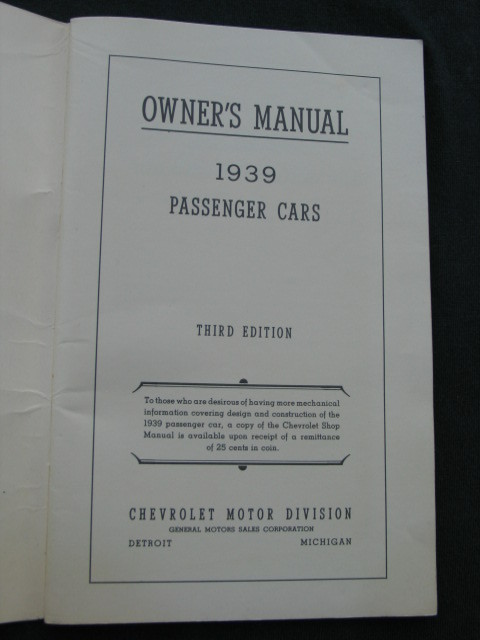 OWNER'S MANUAL
1939
PASSENGER CARS
THIRD EDITION
To those who are desirous of having more mechanical
information covering design and construction of the
1939 passenger car, a copy of the Chevrolet Shop
Manual is available upon receipt of a remittance
of 25 cents in coin.
CHEVROLET MOTOR DIVISION
GENERAL MOTORS SALES CORPORATION
DETROIT MICHIGAN